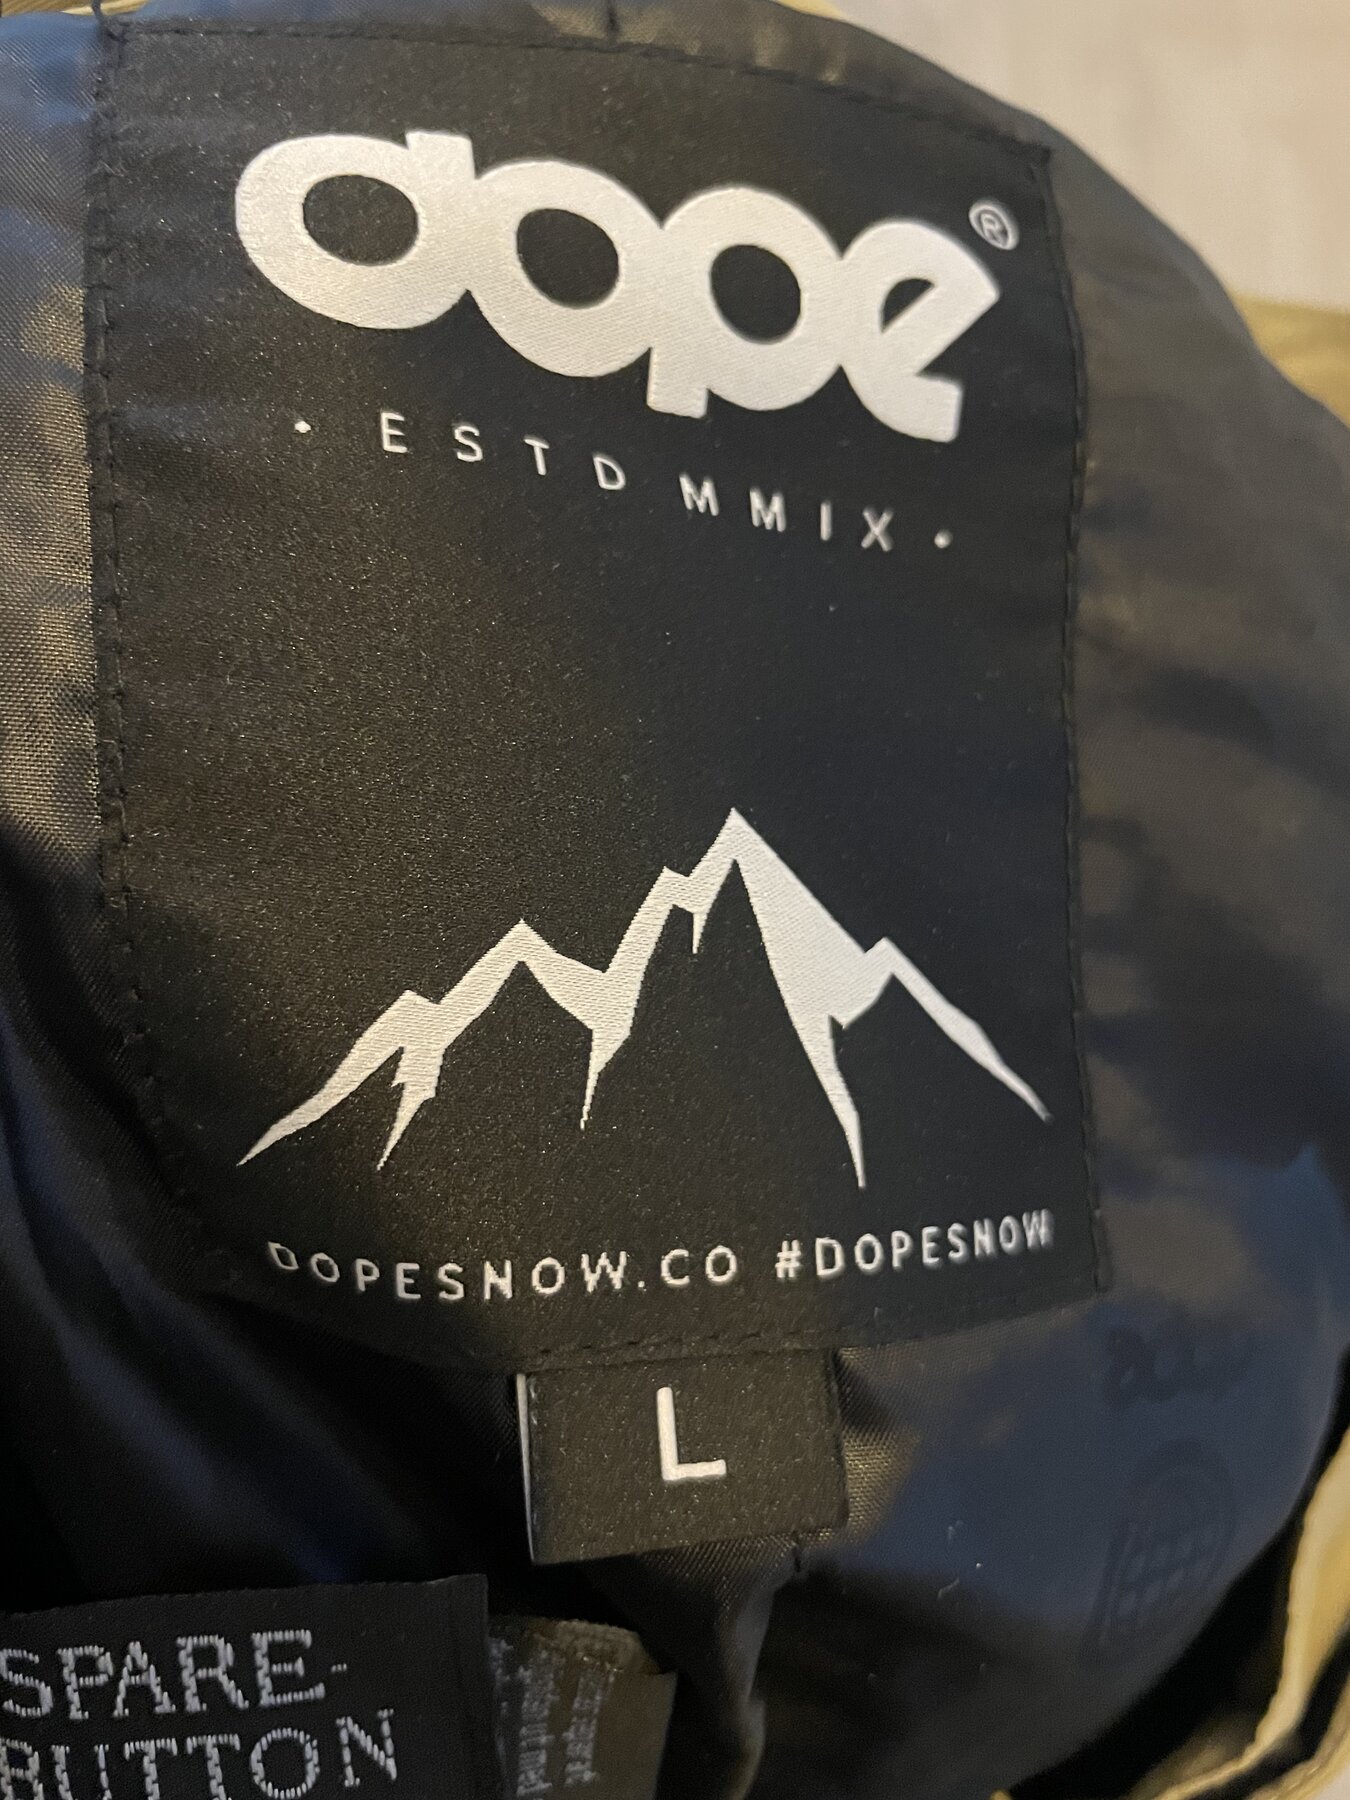 dope®
· ESTD MMIX ·
DOPESNOW.CO #DOPESNOW
L
SPARE-
BUTTON